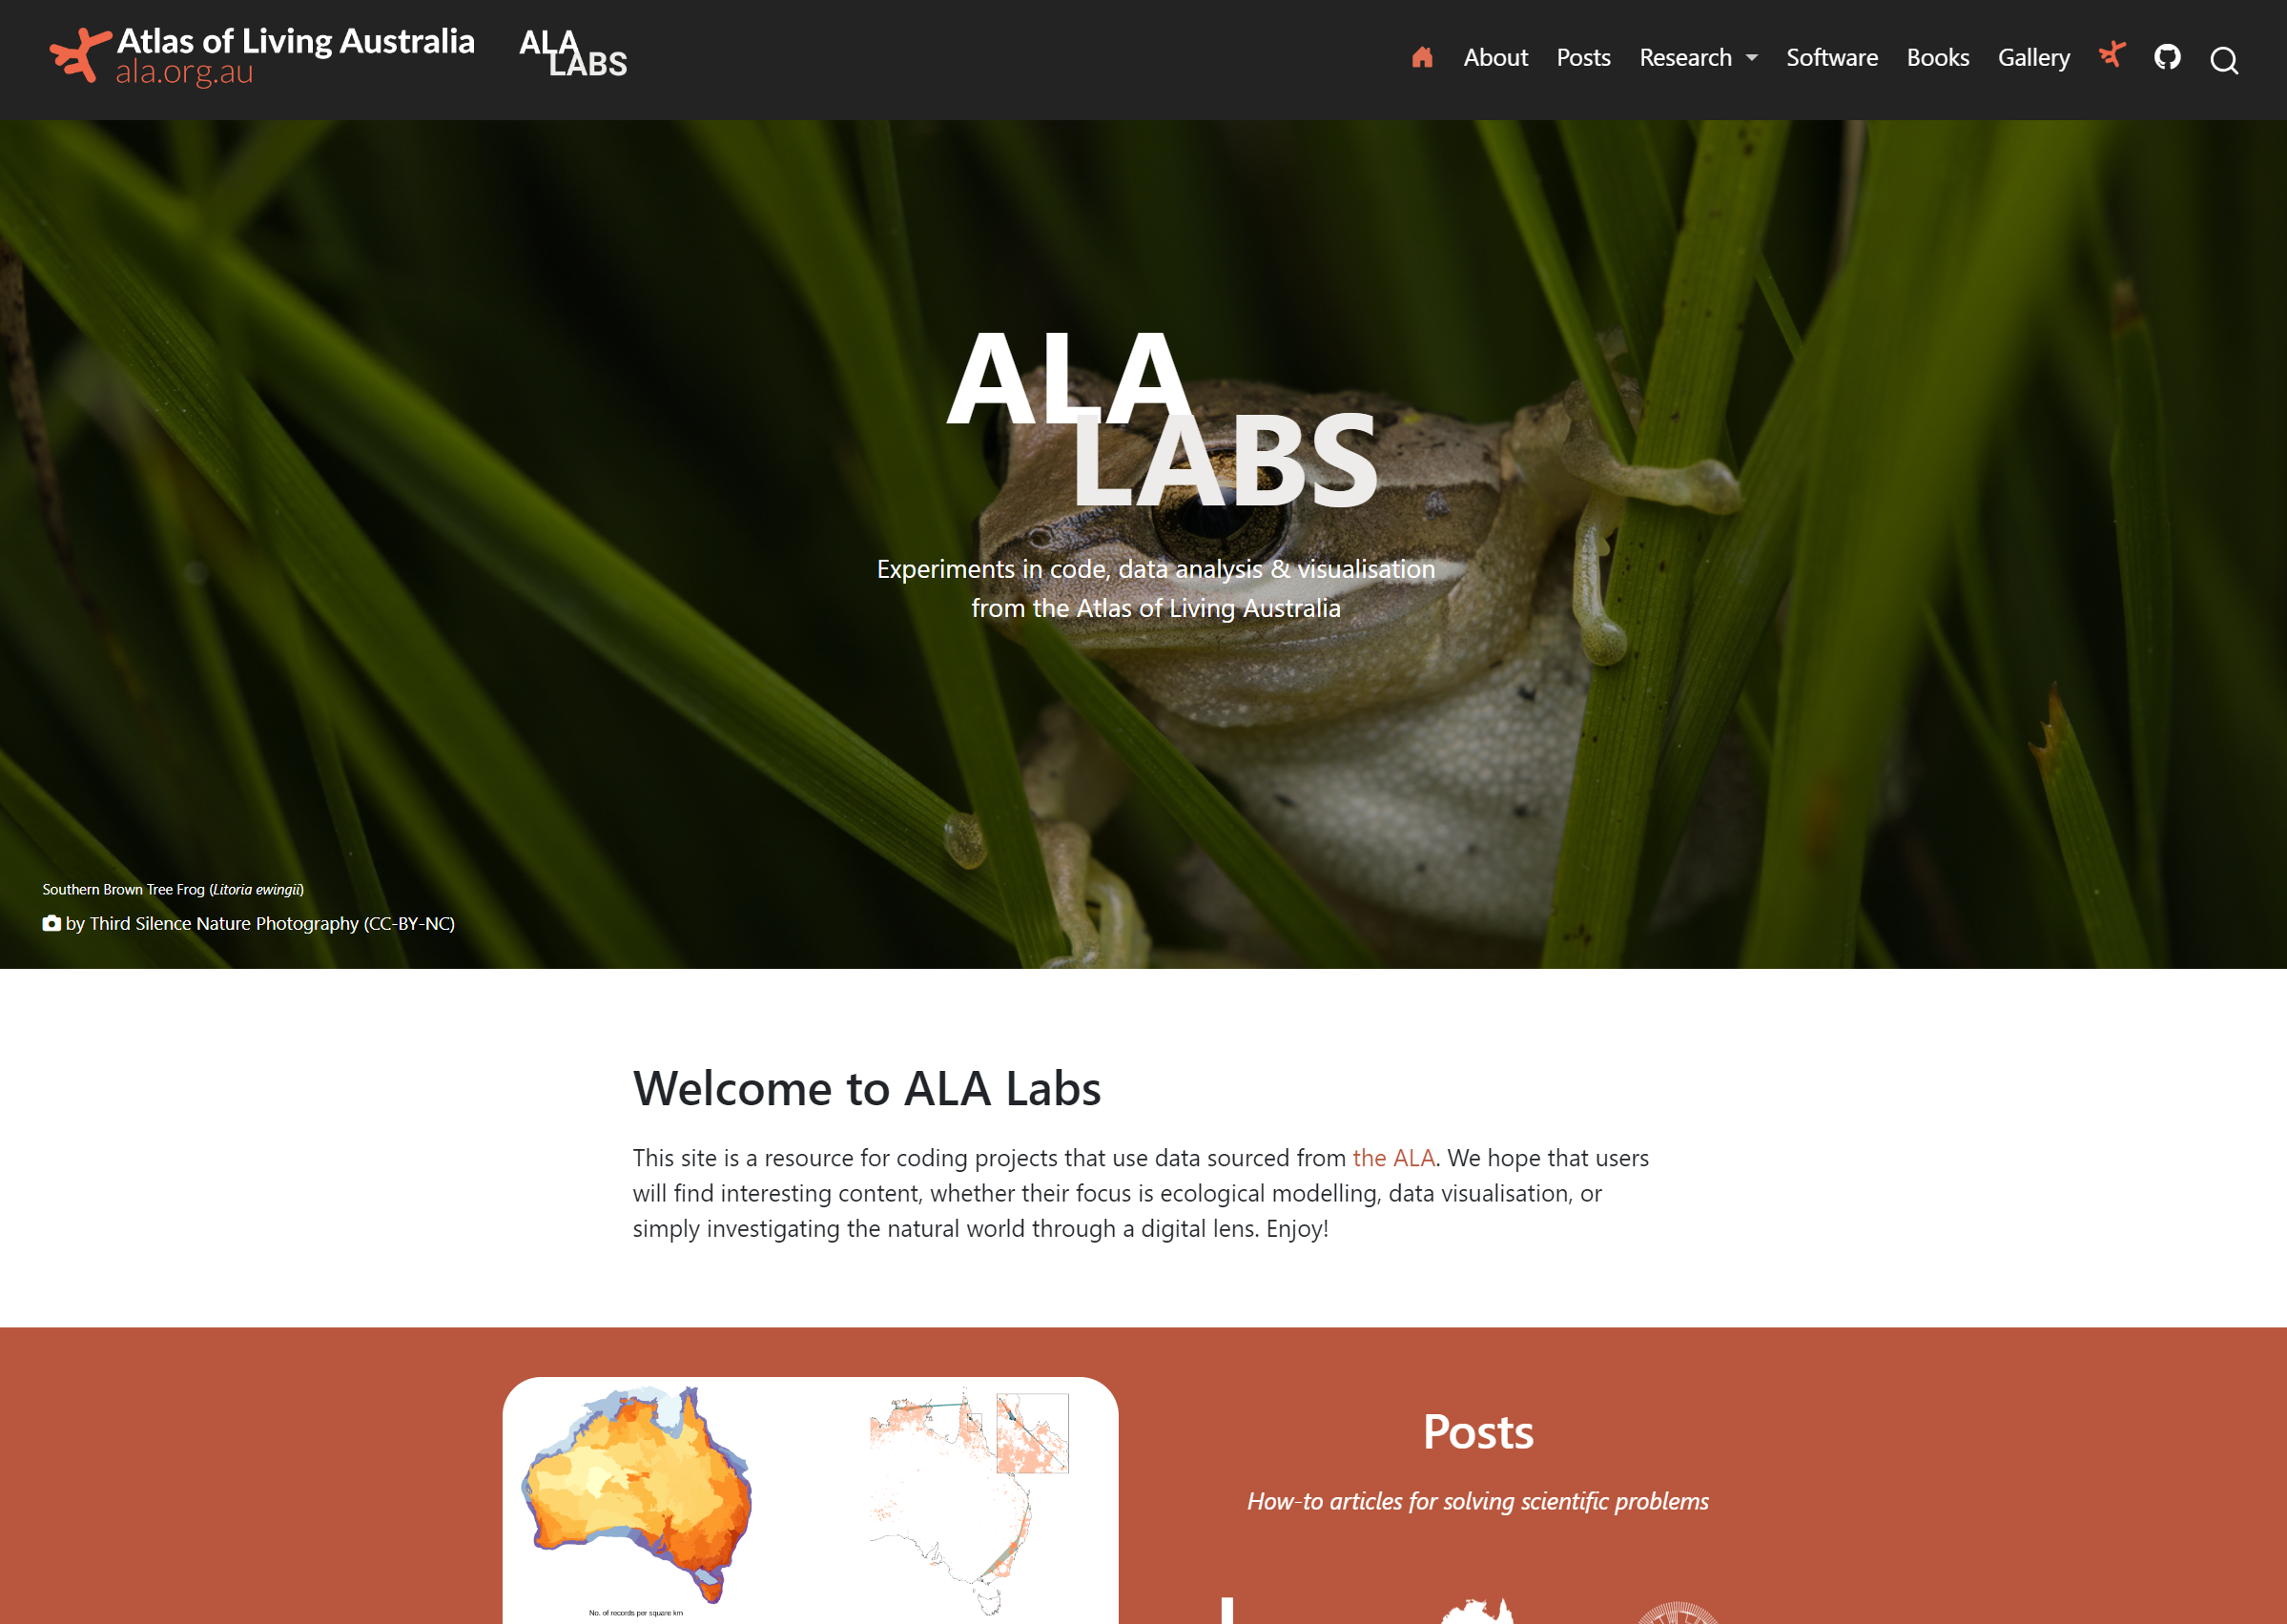 Atlas of Living Australia
ala.org.au
ALA
LABS
About Posts Research Software Books Gallery
ALA
LABS
Experiments in code, data analysis & visualisation
from the Atlas of Living Australia
Southern Brown Tree Frog (Litoria ewingii)
by Third Silence Nature Photography (CC-BY-NC)
Welcome to ALA Labs
This site is a resource for coding projects that use data sourced from the ALA. We hope that users
will find interesting content, whether their focus is ecological modelling, data visualisation, or
simply investigating the natural world through a digital lens. Enjoy!
Posts
How-to articles for solving scientific problems
No. of records per square km